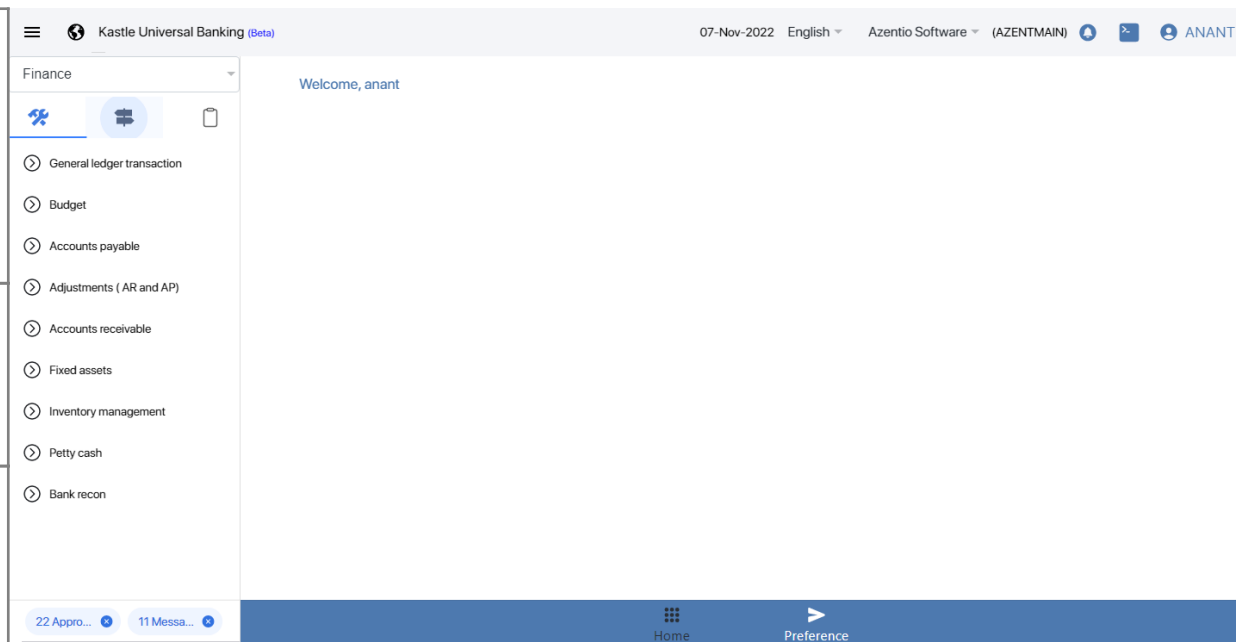 Kastle Universal Banking (Beta)
07-Nov-2022 English Azentio Software (AZENTMAIN) ANANT
Finance
Welcome, anant
General ledger transaction
Budget
Accounts payable
Adjustments ( AR and AP)
Accounts receivable
Fixed assets
Inventory management
Petty cash
Bank recon
22 Appro... 11 Messa...
Home Preference